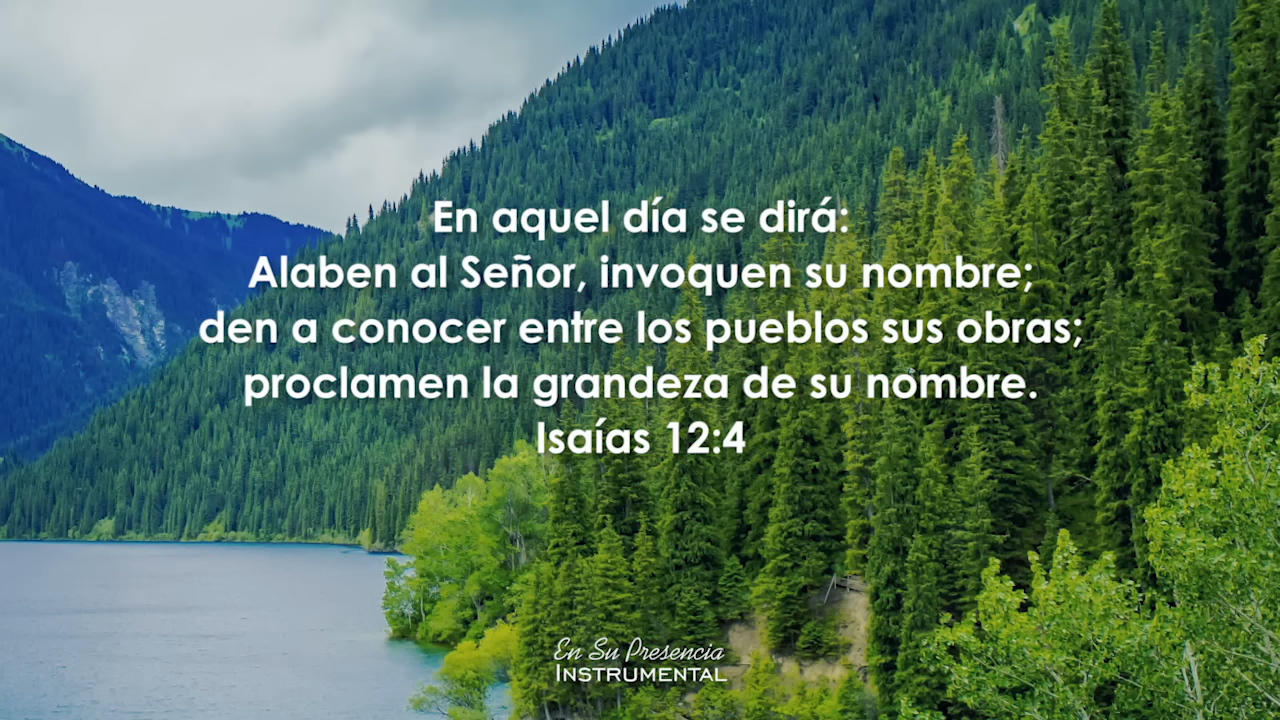 En aquel día se dirá:
Alaben al Señor, invoquen su nombre;
den a conocer entre los pueblos sus obras;
proclamen la grandeza de su nombre.
Isaías 12:4
En Su Presencia
INSTRUMENTAL